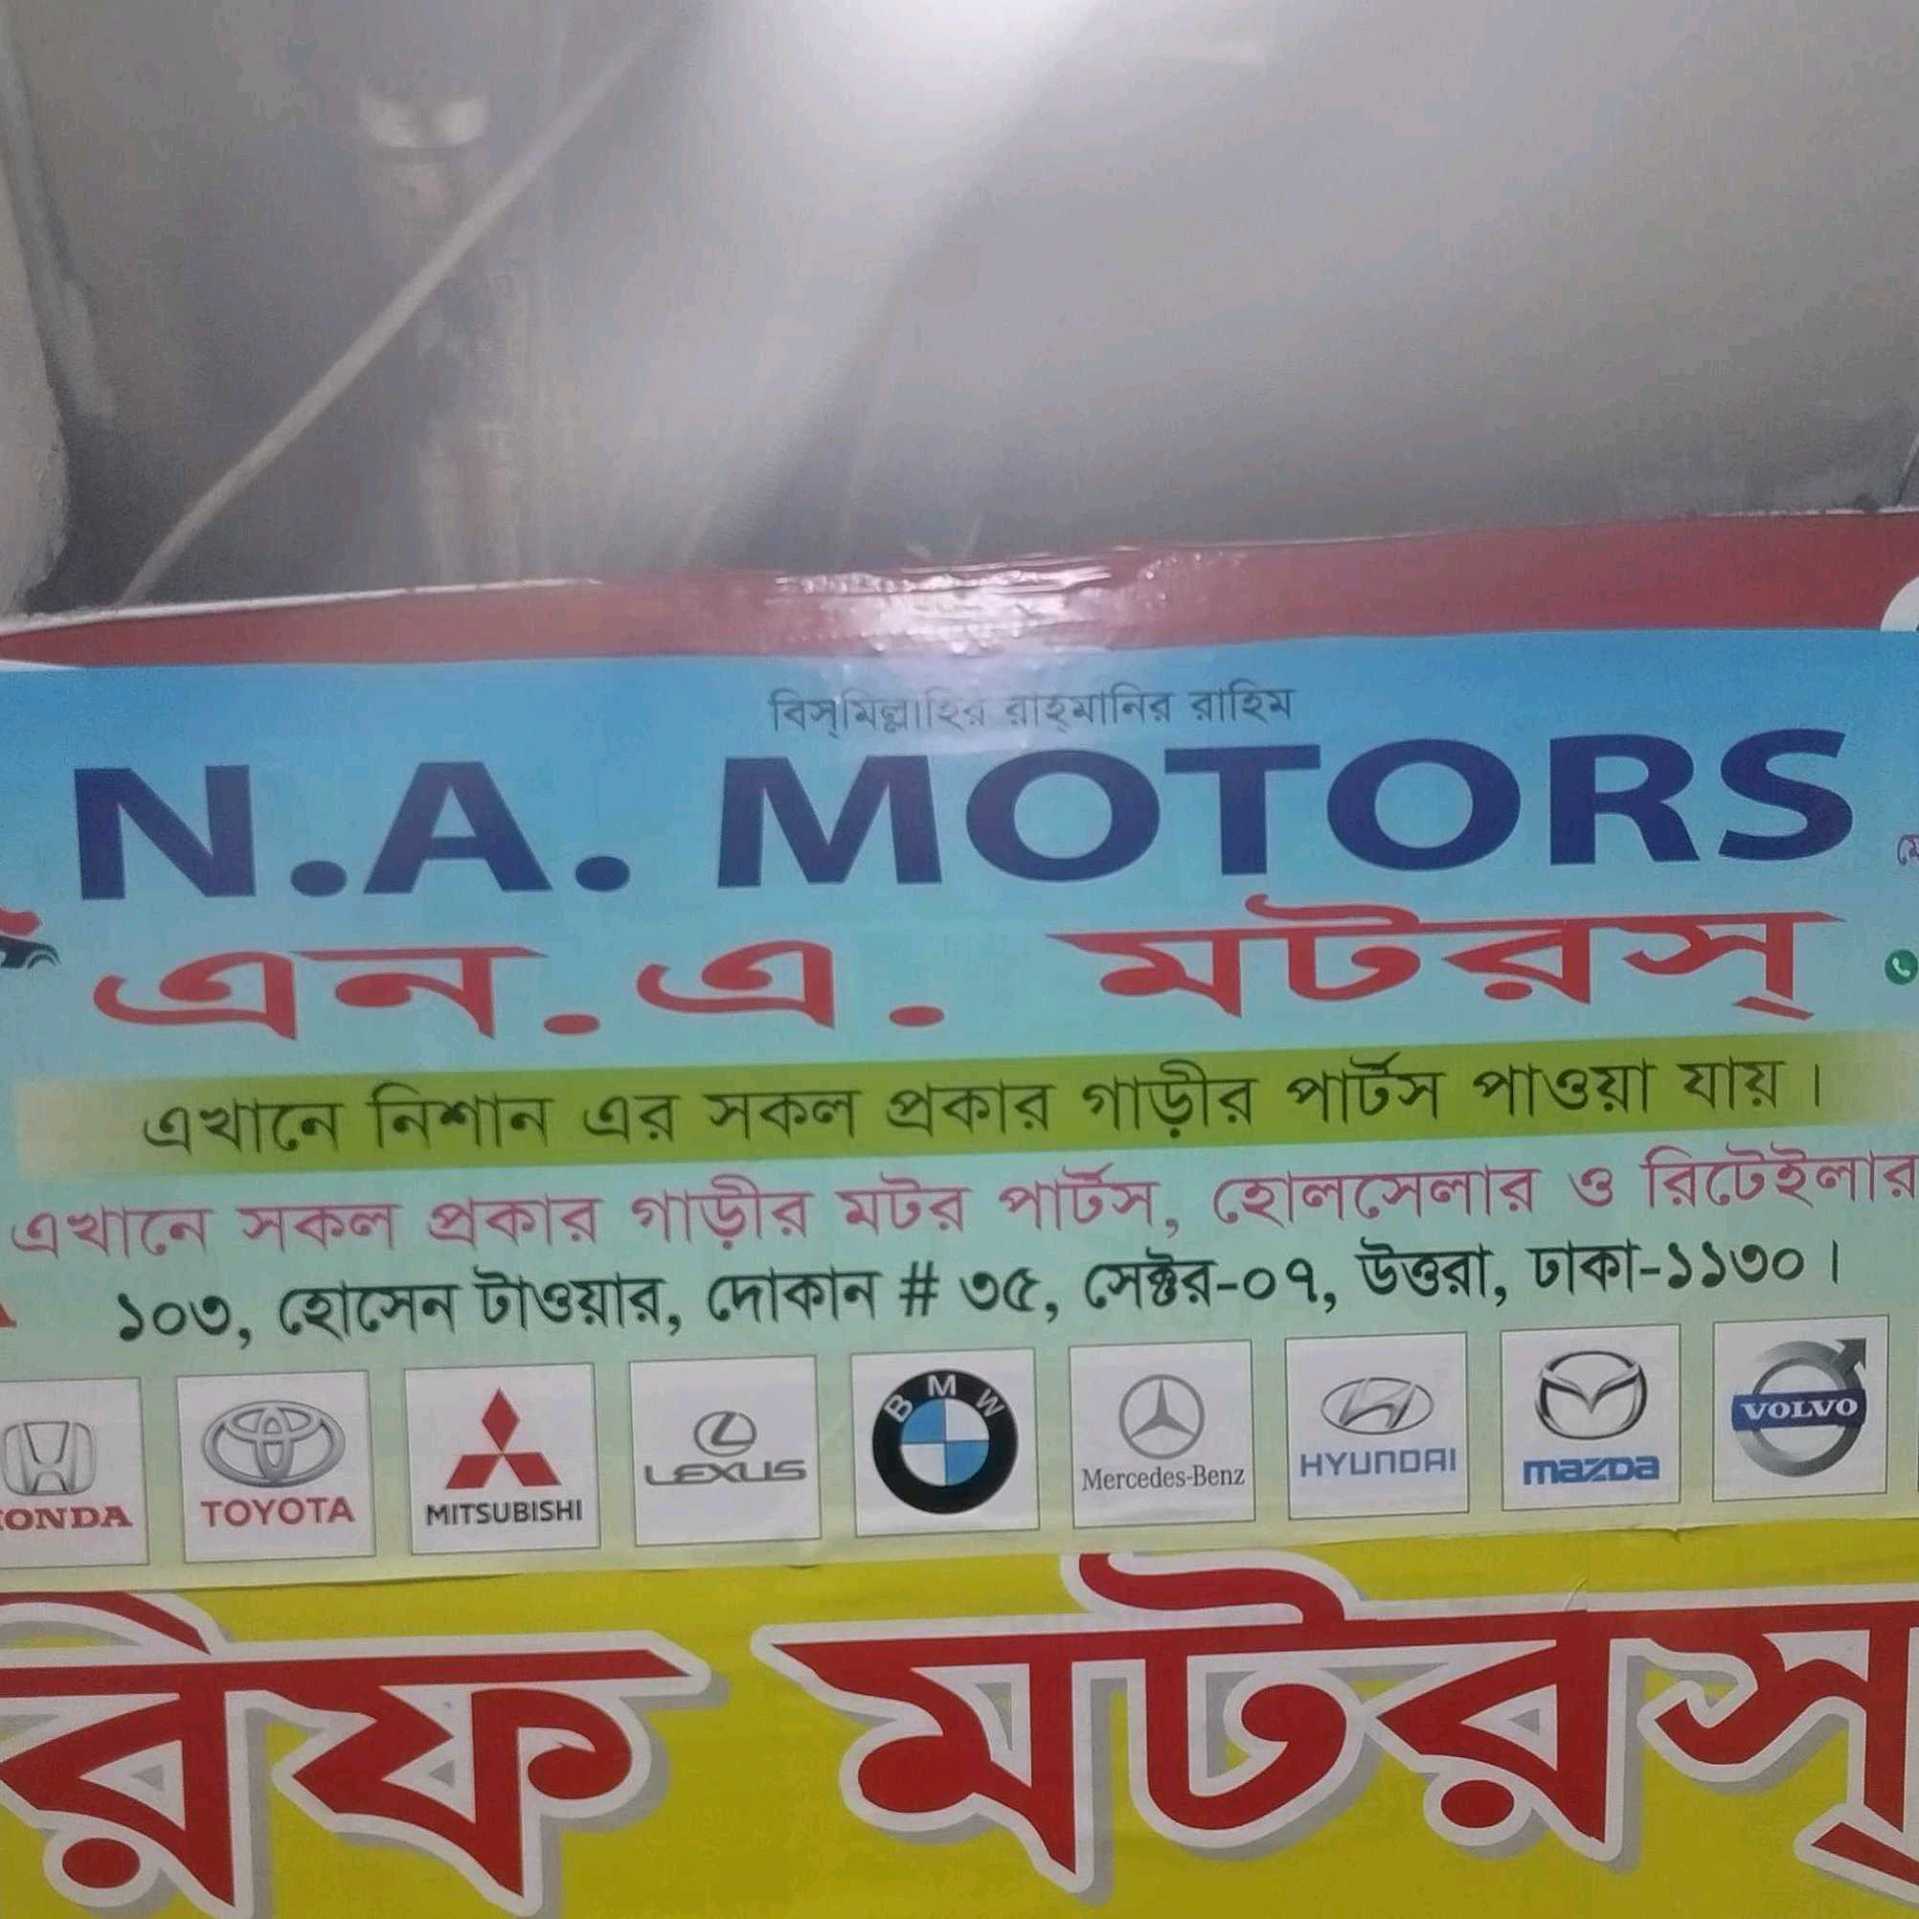 বিস্‌মিল্লাহির রাহ্‌মানির রাহিম
N.A. MOTORS
এন.এ. মটরস্
এখানে নিশান এর সকল প্রকার গাড়ীর পার্টস পাওয়া যায়।
এখানে সকল প্রকার গাড়ীর মটর পার্টস, হোলসেলার ও রিটেইলার
১০৩, হোসেন টাওয়ার, দোকান # ৩৫, সেক্টর-০৭, উত্তরা, ঢাকা-১১৩০।
ONDA TOYOTA MITSUBISHI LEXUS BMW Mercedes-Benz HYUNDAI mazda VOLVO
রিফ মটরস্